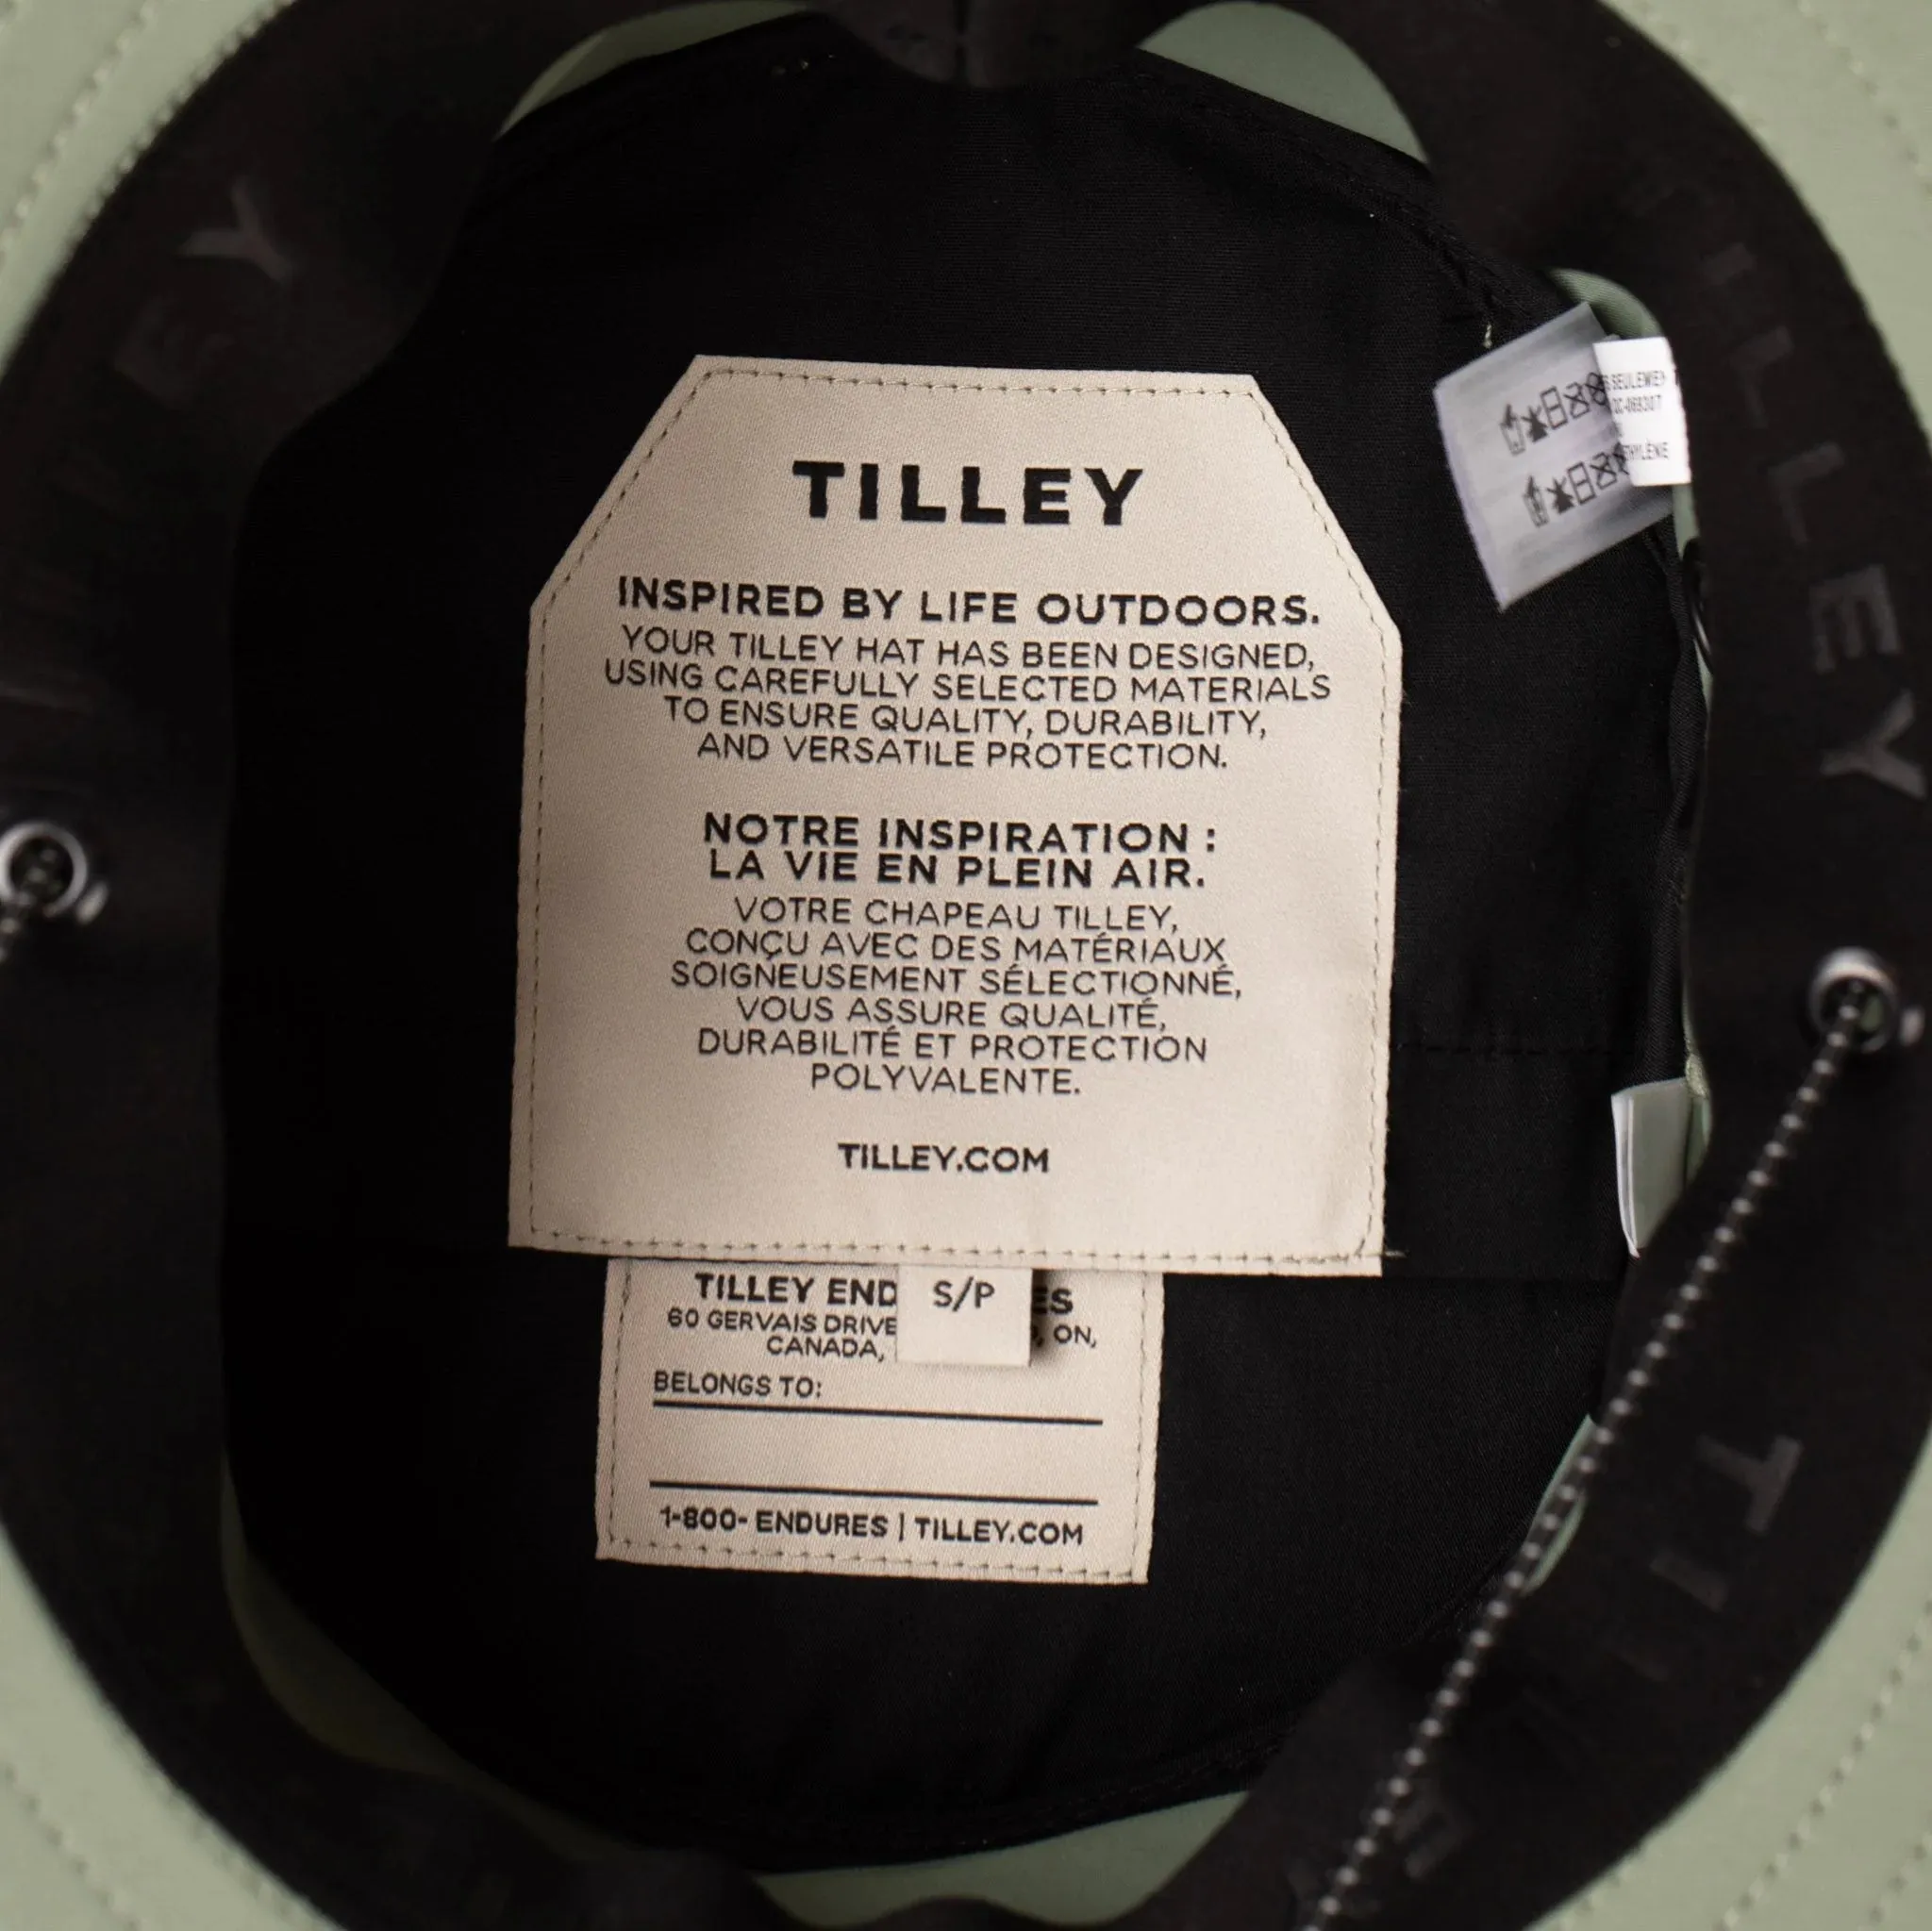 TILLEY
INSPIRED BY LIFE OUTDOORS.
YOUR TILLEY HAT HAS BEEN DESIGNED,
USING CAREFULLY SELECTED MATERIALS
TO ENSURE QUALITY, DURABILITY,
AND VERSATILE PROTECTION.
NOTRE INSPIRATION :
LA VIE EN PLEIN AIR.
VOTRE CHAPEAU TILLEY,
CONÇU AVEC DES MATÉRIAUX
SOIGNEUSEMENT SÉLECTIONNÉ,
VOUS ASSURE QUALITÉ,
DURABILITÉ ET PROTECTION
POLYVALENTE.
TILLEY.COM
S/P
TILLEY END ES
60 GERVAIS DRIVE , ON,
CANADA,
BELONGS TO:
1-800- ENDURES | TILLEY.COM
TILLEY